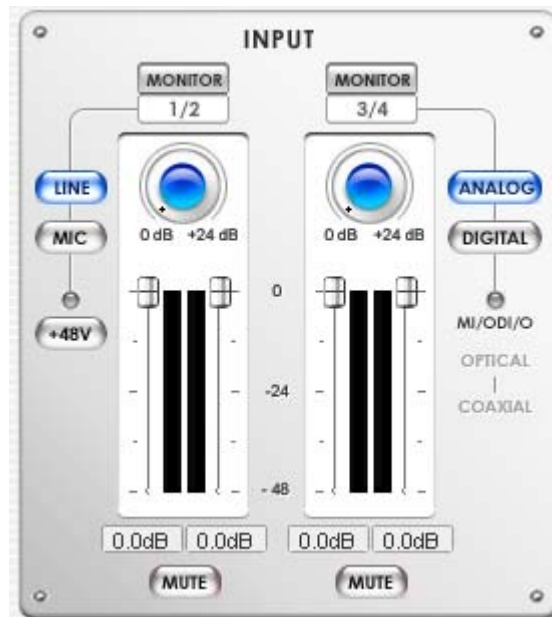 INPUT
MONITOR MONITOR
1/2 3/4
LINE ANALOG
MIC 0 dB +24 dB 0 dB +24 dB DIGITAL
0
+48V MI/ODI/O
OPTICAL
-24
COAXIAL
-48
0.0dB 0.0dB 0.0dB 0.0dB
MUTE MUTE